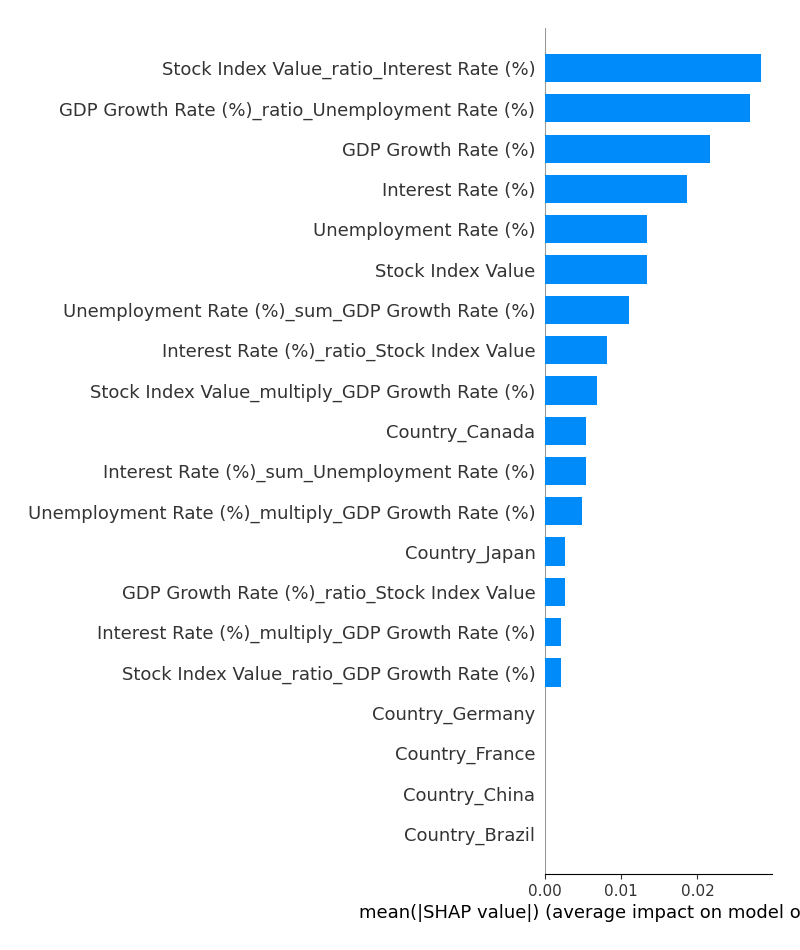 Stock Index Value_ratio_Interest Rate (%)
GDP Growth Rate (%)_ratio_Unemployment Rate (%)
GDP Growth Rate (%)
Interest Rate (%)
Unemployment Rate (%)
Stock Index Value
Unemployment Rate (%)_sum_GDP Growth Rate (%)
Interest Rate (%)_ratio_Stock Index Value
Stock Index Value_multiply_GDP Growth Rate (%)
Country_Canada
Interest Rate (%)_sum_Unemployment Rate (%)
Unemployment Rate (%)_multiply_GDP Growth Rate (%)
Country_Japan
GDP Growth Rate (%)_ratio_Stock Index Value
Interest Rate (%)_multiply_GDP Growth Rate (%)
Stock Index Value_ratio_GDP Growth Rate (%)
Country_Germany
Country_France
Country_China
Country_Brazil
0.00 0.01 0.02
mean(|SHAP value|) (average impact on model o